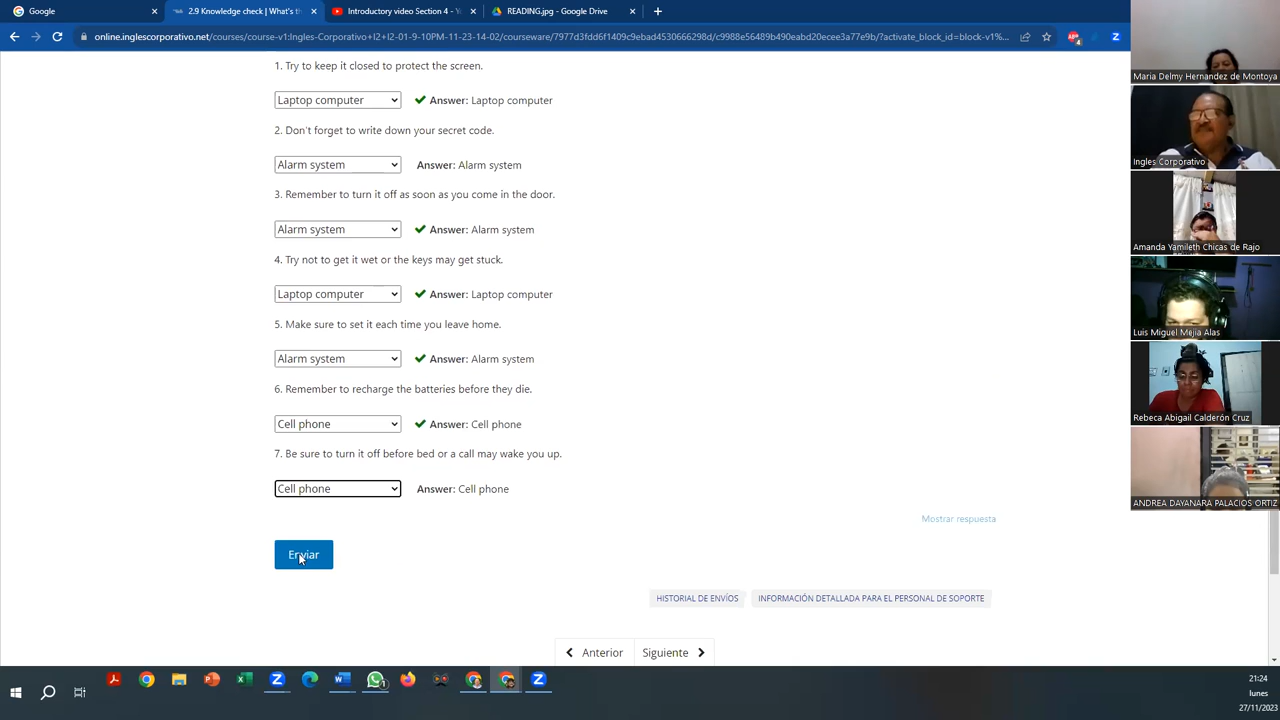 Google
2.9 Knowledge check | What's th
Introductory video Section 4 - Yo
READING.jpg - Google Drive
online.inglescorporativo.net/courses/course-v1:Ingles-Corporativo+I2+I2-01-9-10PM-11-23-14-02/courseware/7977d3fdd6f1409c9ebad4530666298d/c9988e56489b490eabd20ecee3a77e9b/?activate_block_id=block-v1%...
1. Try to keep it closed to protect the screen.
Laptop computer
Answer: Laptop computer
2. Don't forget to write down your secret code.
Alarm system
Answer: Alarm system
3. Remember to turn it off as soon as you come in the door.
Alarm system
Answer: Alarm system
4. Try not to get it wet or the keys may get stuck.
Laptop computer
Answer: Laptop computer
5. Make sure to set it each time you leave home.
Alarm system
Answer: Alarm system
6. Remember to recharge the batteries before they die.
Cell phone
Answer: Cell phone
7. Be sure to turn it off before bed or a call may wake you up.
Cell phone
Answer: Cell phone
Mostrar respuesta
Enviar
HISTORIAL DE ENVÍOS
INFORMACIÓN DETALLADA PARA EL PERSONAL DE SOPORTE
Anterior
Siguiente
Maria Delmy Hernandez de Montoya
Ingles Corporativo
Amanda Yamileth Chicas de Rajo
Luis Miguel Mejia Alas
Rebeca Abigail Calderón Cruz
ANDREA DAYANARA PALACIOS ORTIZ
21:24
lunes
27/11/2023